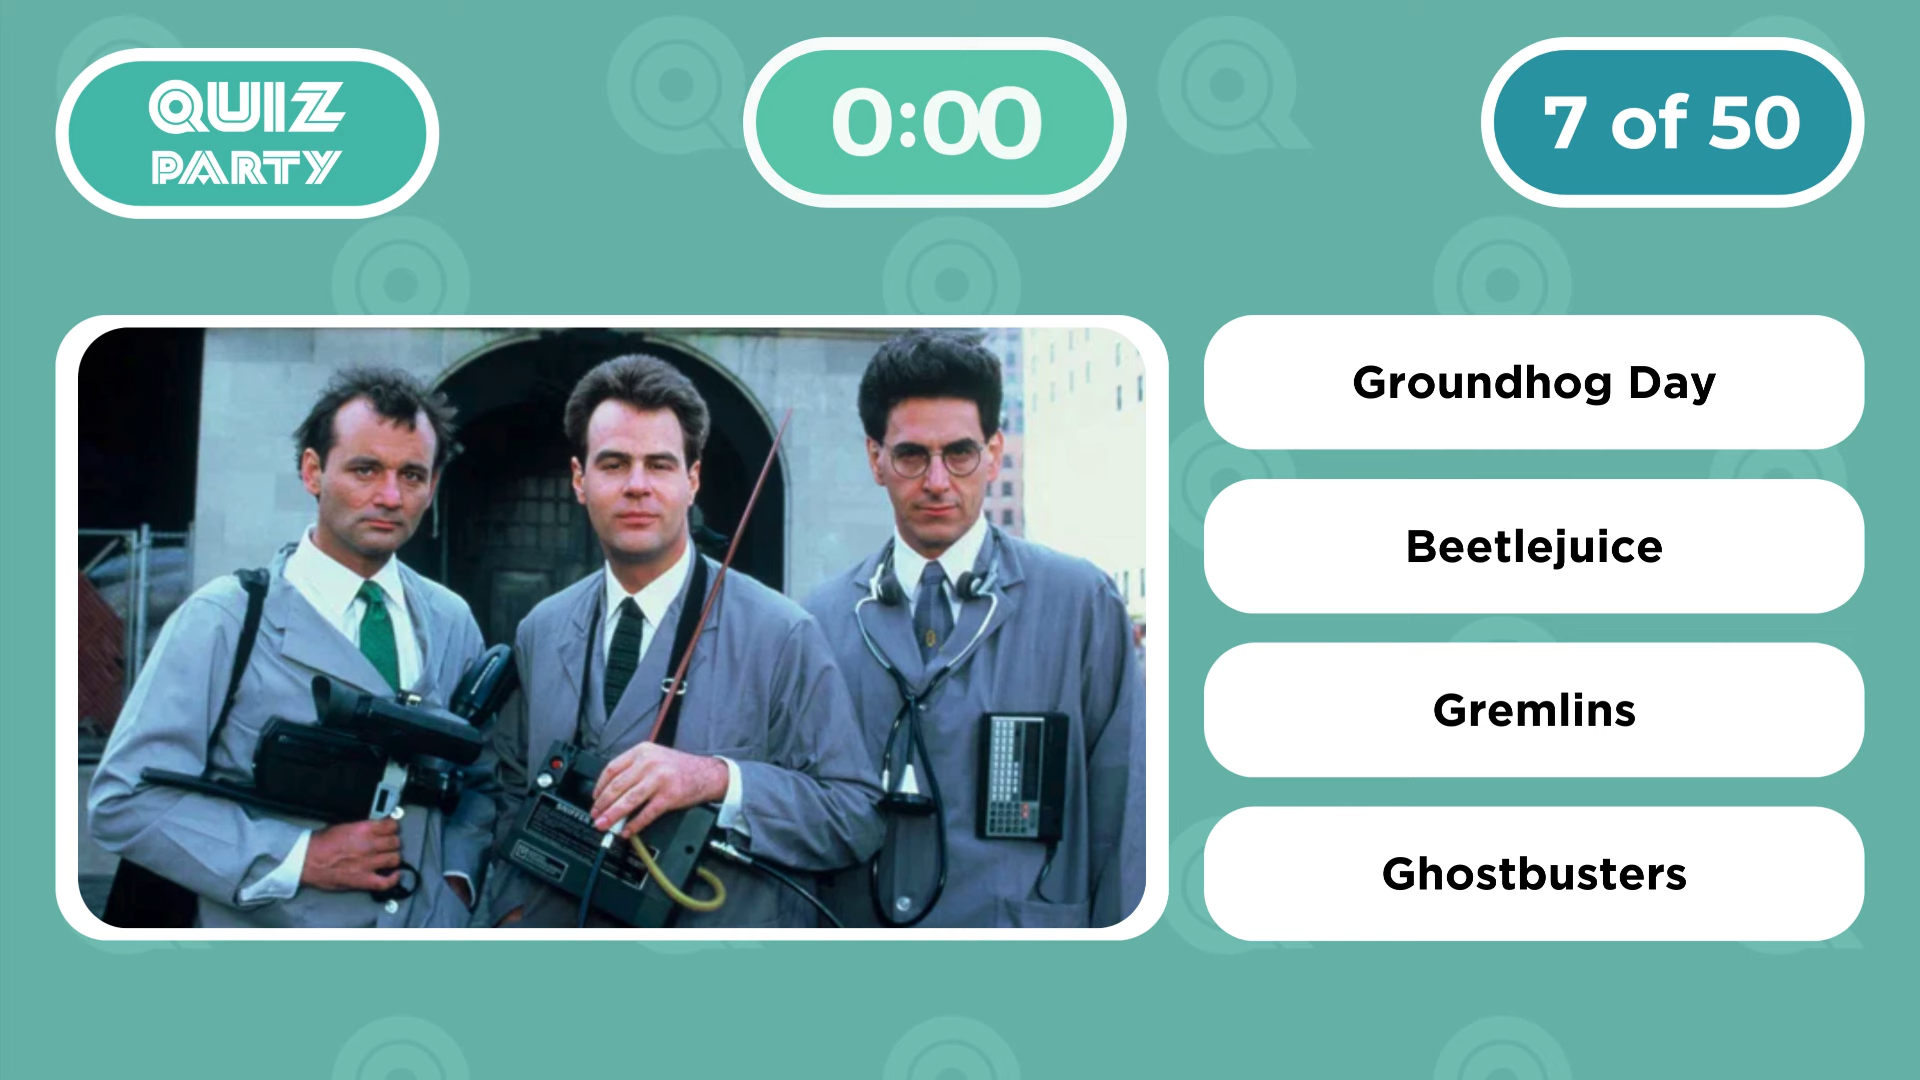 QUIZ
PARTY
0:00
7 of 50
Groundhog Day
Beetlejuice
Gremlins
Ghostbusters